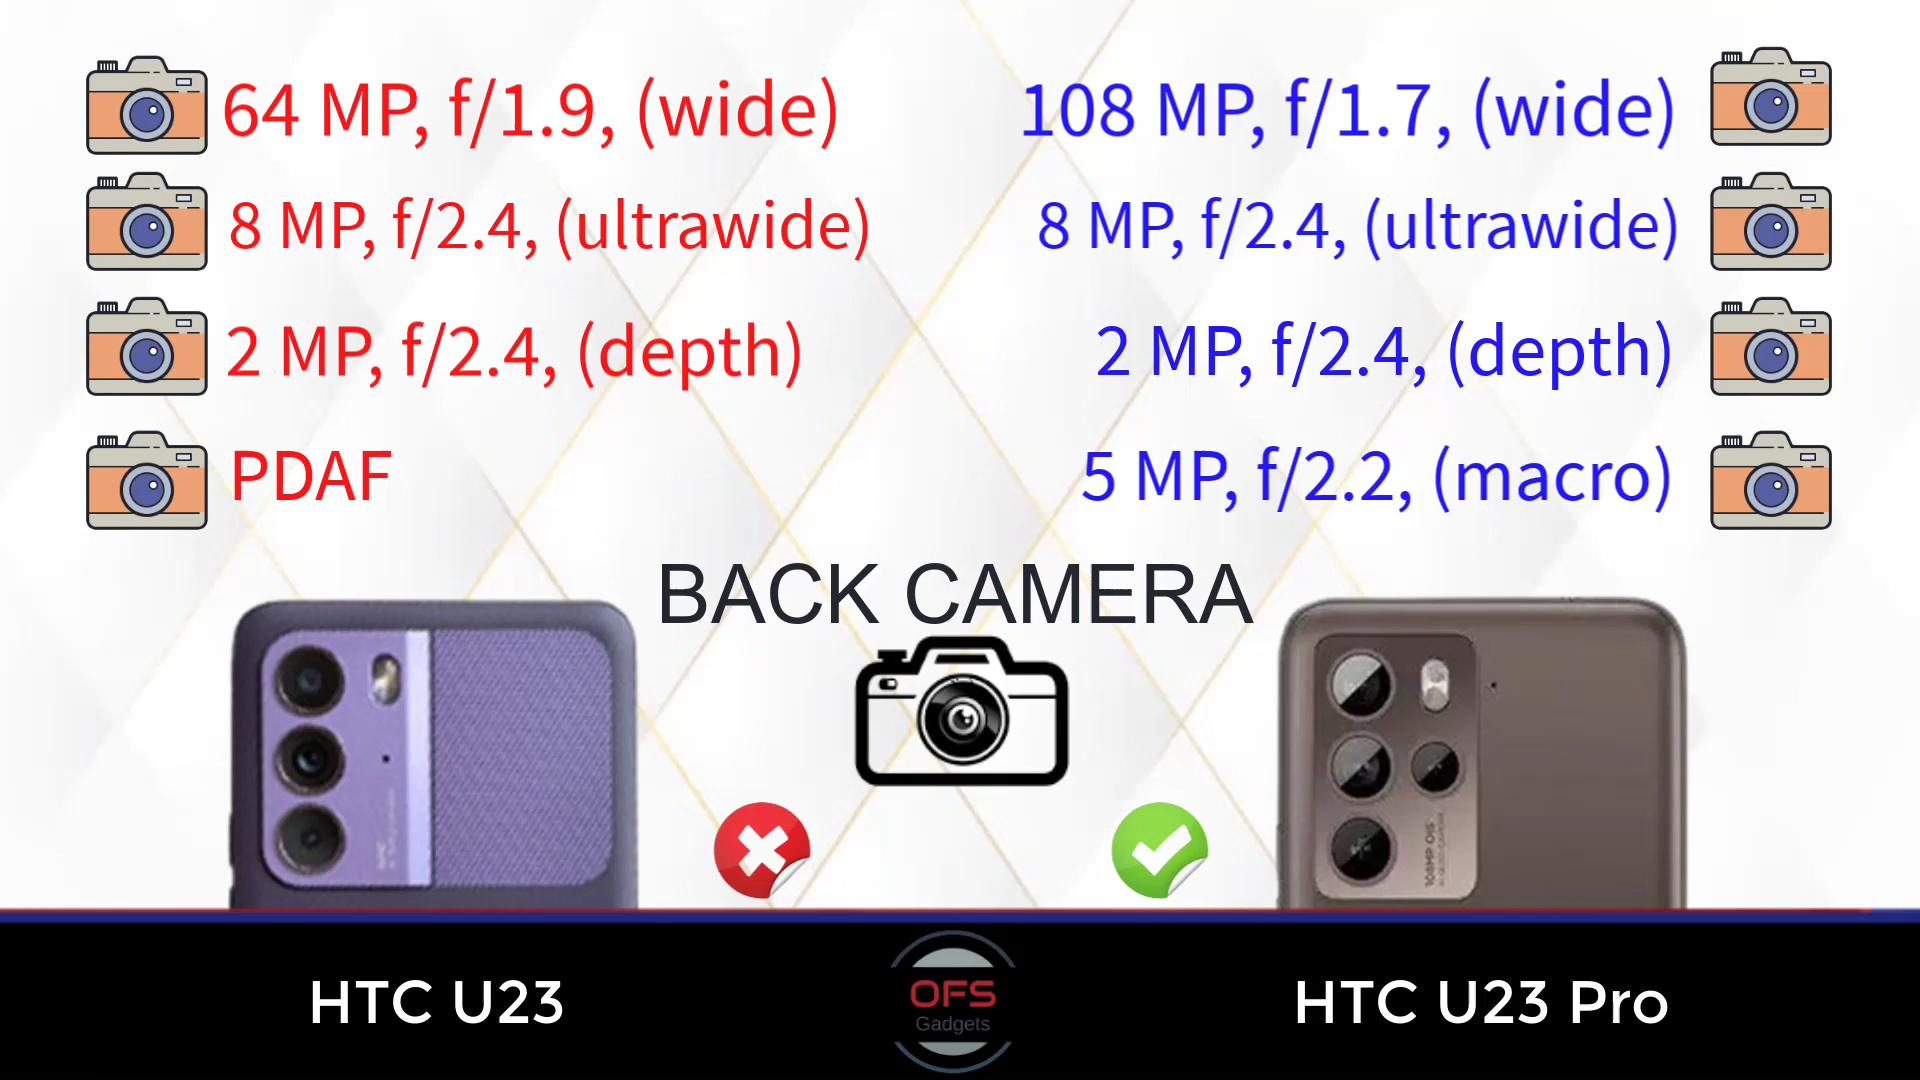 64 MP, f/1.9, (wide)
8 MP, f/2.4, (ultrawide)
2 MP, f/2.4, (depth)
PDAF
108 MP, f/1.7, (wide)
8 MP, f/2.4, (ultrawide)
2 MP, f/2.4, (depth)
5 MP, f/2.2, (macro)
BACK CAMERA
108MP OIS
HTC U23
OFS
Gadgets
HTC U23 Pro